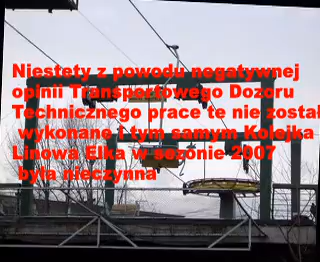 Niestety z powodu negatywnej
opinii Transportowego Dozoru
Technicznego prace te nie został
wykonane i tym samym Kolejka
Linowa Elka w sezonie 2007
była nieczynna